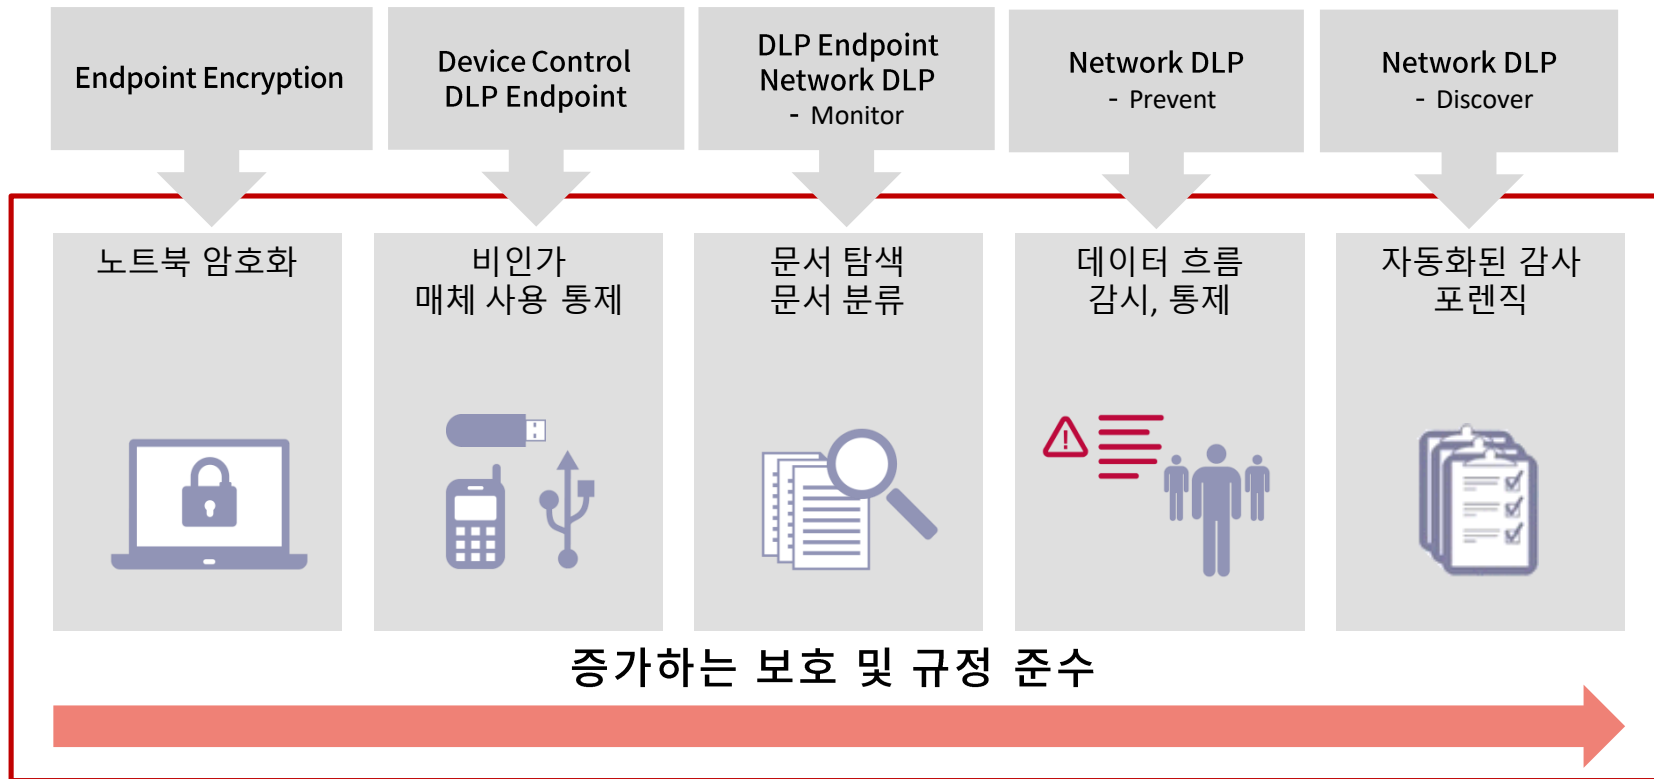 Endpoint Encryption
Device Control
DLP Endpoint
DLP Endpoint
Network DLP
- Monitor
Network DLP
- Prevent
Network DLP
- Discover
노트북 암호화
비인가
매체 사용 통제
문서 탐색
문서 분류
데이터 흐름
감시, 통제
자동화된 감사
포렌직
증가하는 보호 및 규정 준수